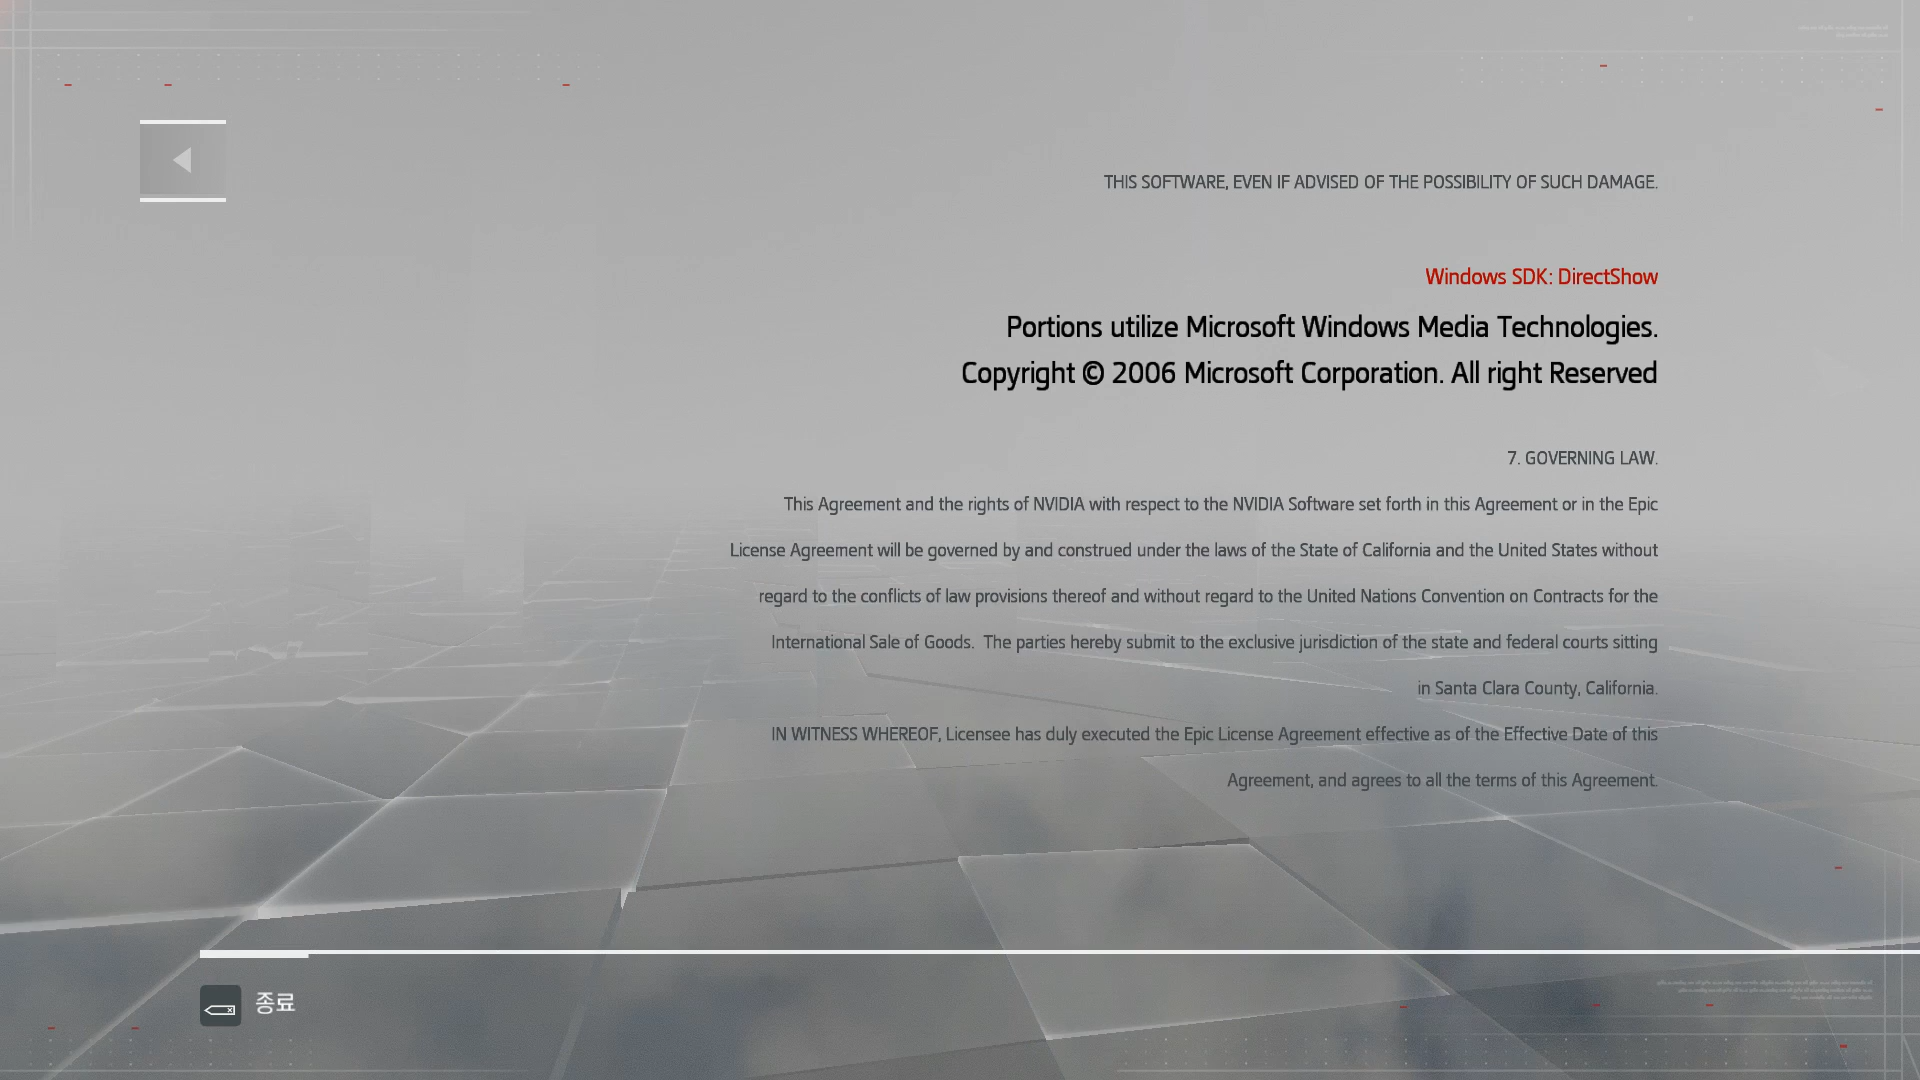 THIS SOFTWARE, EVEN IF ADVISED OF THE POSSIBILITY OF SUCH DAMAGE.
Windows SDK: DirectShow
Portions utilize Microsoft Windows Media Technologies.
Copyright © 2006 Microsoft Corporation. All right Reserved
7. GOVERNING LAW.
This Agreement and the rights of NVIDIA with respect to the NVIDIA Software set forth in this Agreement or in the Epic
License Agreement will be governed by and construed under the laws of the State of California and the United States without
regard to the conflicts of law provisions thereof and without regard to the United Nations Convention on Contracts for the
International Sale of Goods.  The parties hereby submit to the exclusive jurisdiction of the state and federal courts sitting
in Santa Clara County, California.
IN WITNESS WHEREOF, Licensee has duly executed the Epic License Agreement effective as of the Effective Date of this
Agreement, and agrees to all the terms of this Agreement.
종료